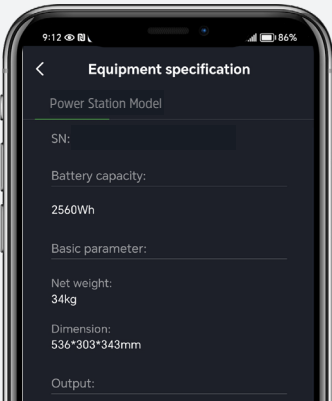 9:12 86%
Equipment specification
Power Station Model
SN:
Battery capacity:
2560Wh
Basic parameter:
Net weight:
34kg
Dimension:
536*303*343mm
Output: